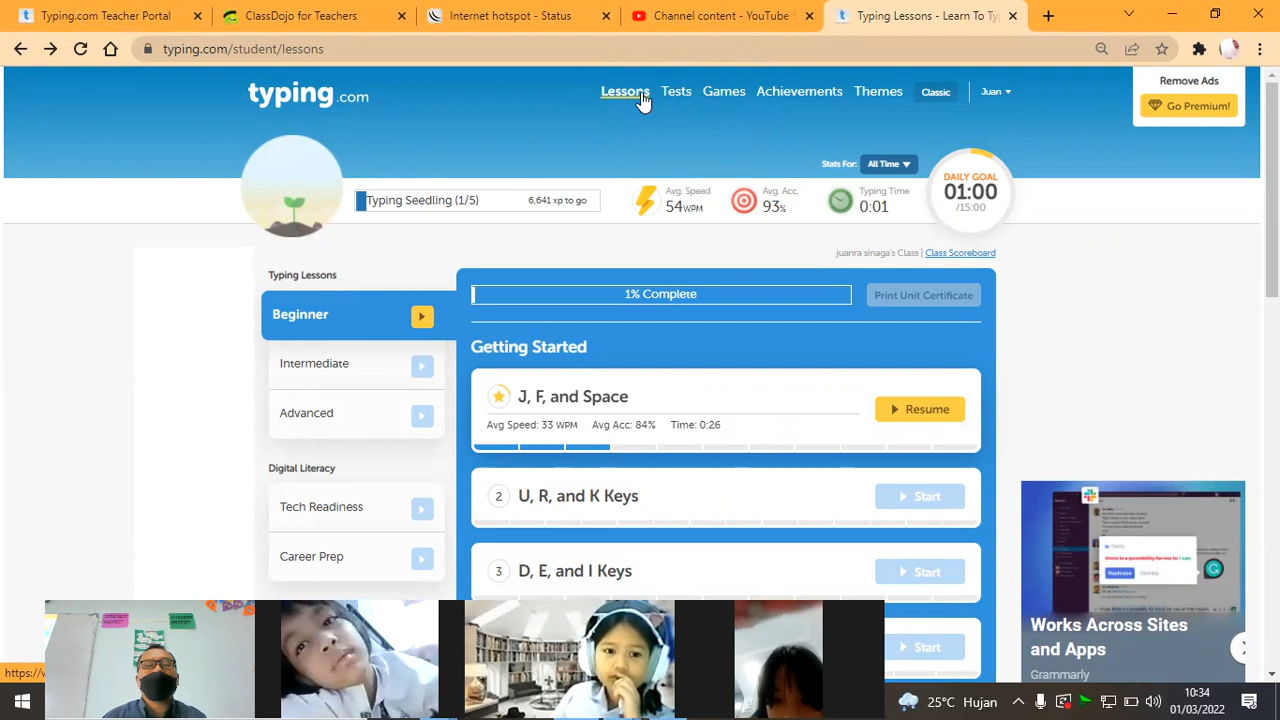 Typing.com Teacher Portal
ClassDojo for Teachers
Internet hotspot - Status
Channel content - YouTube S
Typing Lessons - Learn To Ty
typing.com/student/lessons
typing.com
Lessons
Tests
Games
Achievements
Themes
Classic
Juan
Remove Ads
Go Premium!
Stats For:
All Time
Typing Seedling (1/5)
6,641 xp to go
Avg. Speed
54WPM
Avg. Acc.
93%
Typing Time
0:01
DAILY GOAL
01:00
/15:00
juanra sinaga's Class | Class Scoreboard
Typing Lessons
Beginner
Intermediate
Advanced
Digital Literacy
Tech Readiness
Career Prep
1% Complete
Print Unit Certificate
Getting Started
J, F, and Space
Avg Speed: 33 WPM
Avg Acc: 84%
Time: 0:26
Resume
2
U, R, and K Keys
Start
3
D, E, and I Keys
Start
Start
Rephrase
Dismiss
Works Across Sites
and Apps
Grammarly
https://
25°C Hujan
10:34
01/03/2022